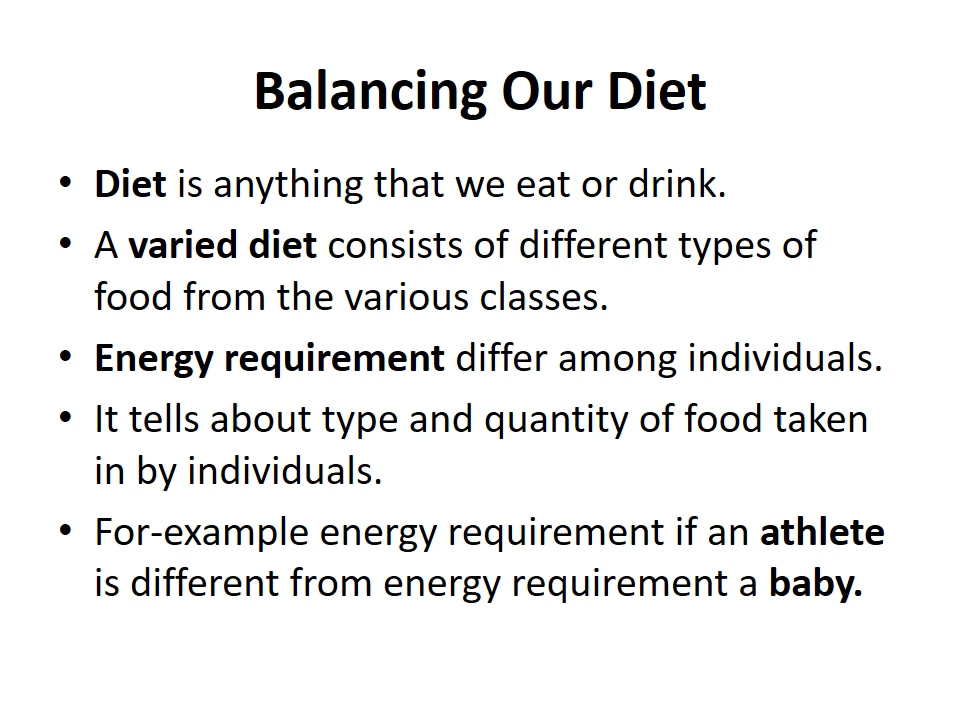 Balancing Our Diet
• Diet is anything that we eat or drink.
• A varied diet consists of different types of
food from the various classes.
• Energy requirement differ among individuals.
• It tells about type and quantity of food taken
in by individuals.
• For-example energy requirement if an athlete
is different from energy requirement a baby.